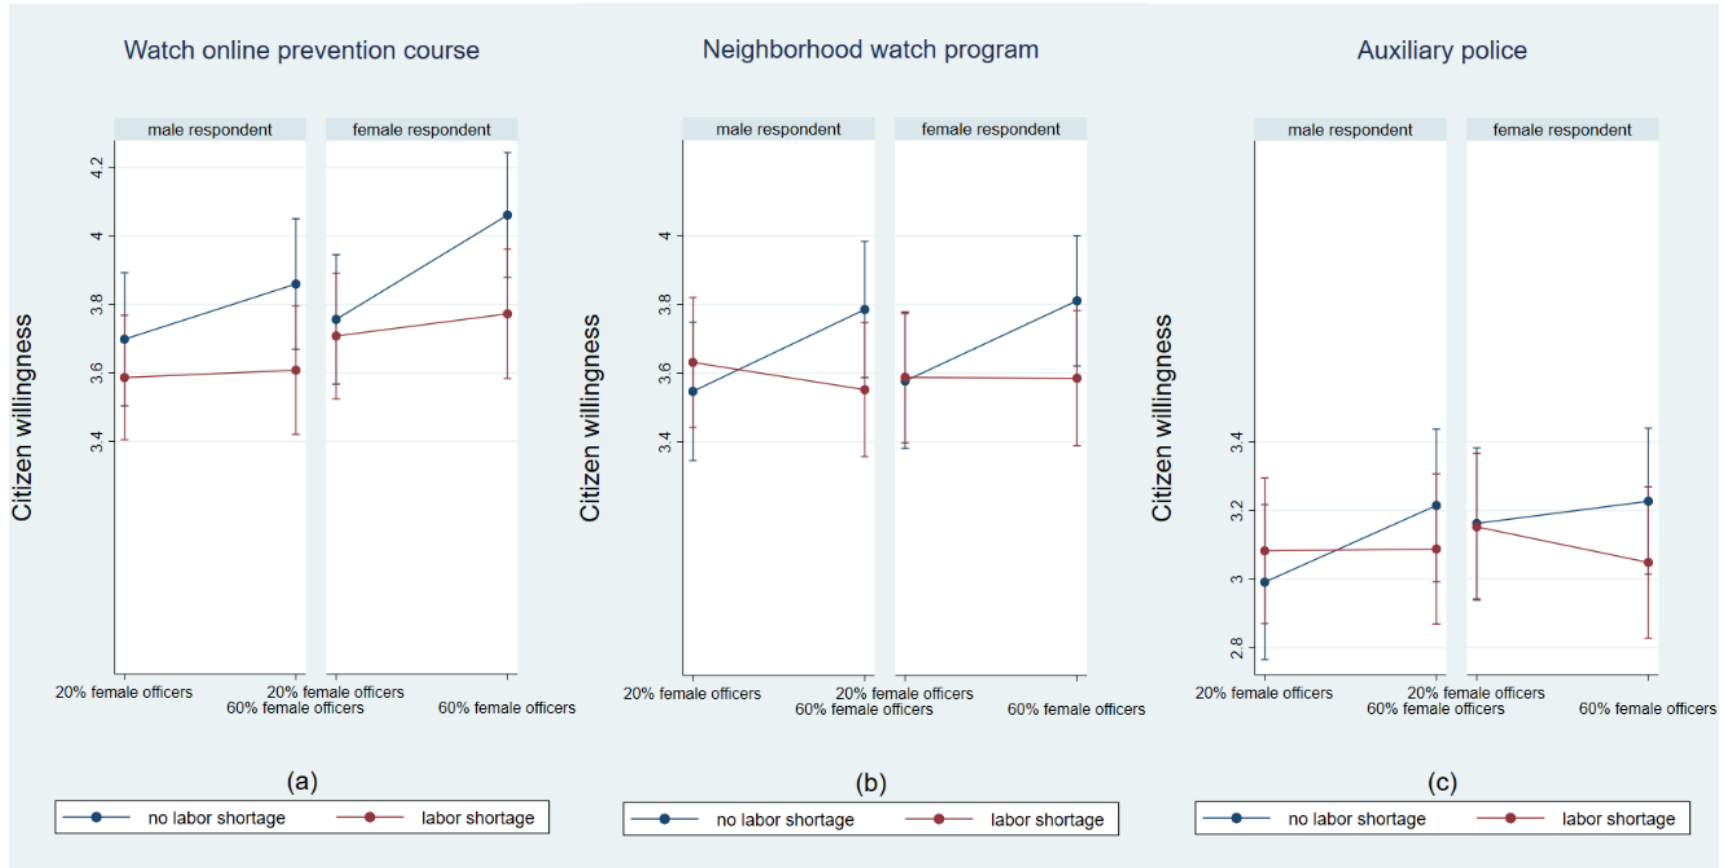 Watch online prevention course
Neighborhood watch program
Auxiliary police
male respondent
female respondent
male respondent
female respondent
male respondent
female respondent
Citizen willingness
4.2
4
3.8
3.6
3.4
Citizen willingness
4
3.8
3.6
3.4
Citizen willingness
3.4
3.2
3
2.8
20% female officers
60% female officers
20% female officers
60% female officers
20% female officers
60% female officers
20% female officers
60% female officers
20% female officers
60% female officers
20% female officers
60% female officers
(a)
(b)
(c)
no labor shortage
labor shortage
no labor shortage
labor shortage
no labor shortage
labor shortage